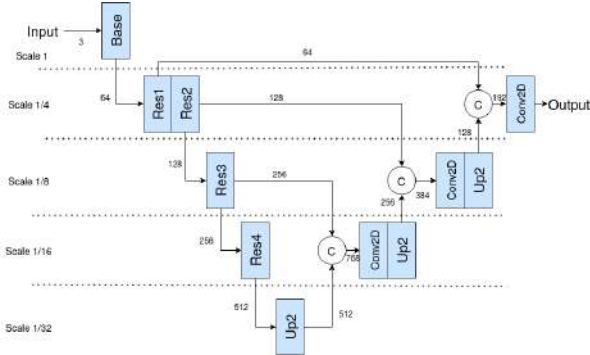 Input
3
Base
Scale 1
64
Scale 1/4
64
Res1
Res2
128
C
192
Conv2D
Output
128
128
Scale 1/8
Res3
256
C
384
Conv2D
Up2
256
256
Scale 1/16
Res4
C
768
Conv2D
Up2
512
512
Scale 1/32
Up2